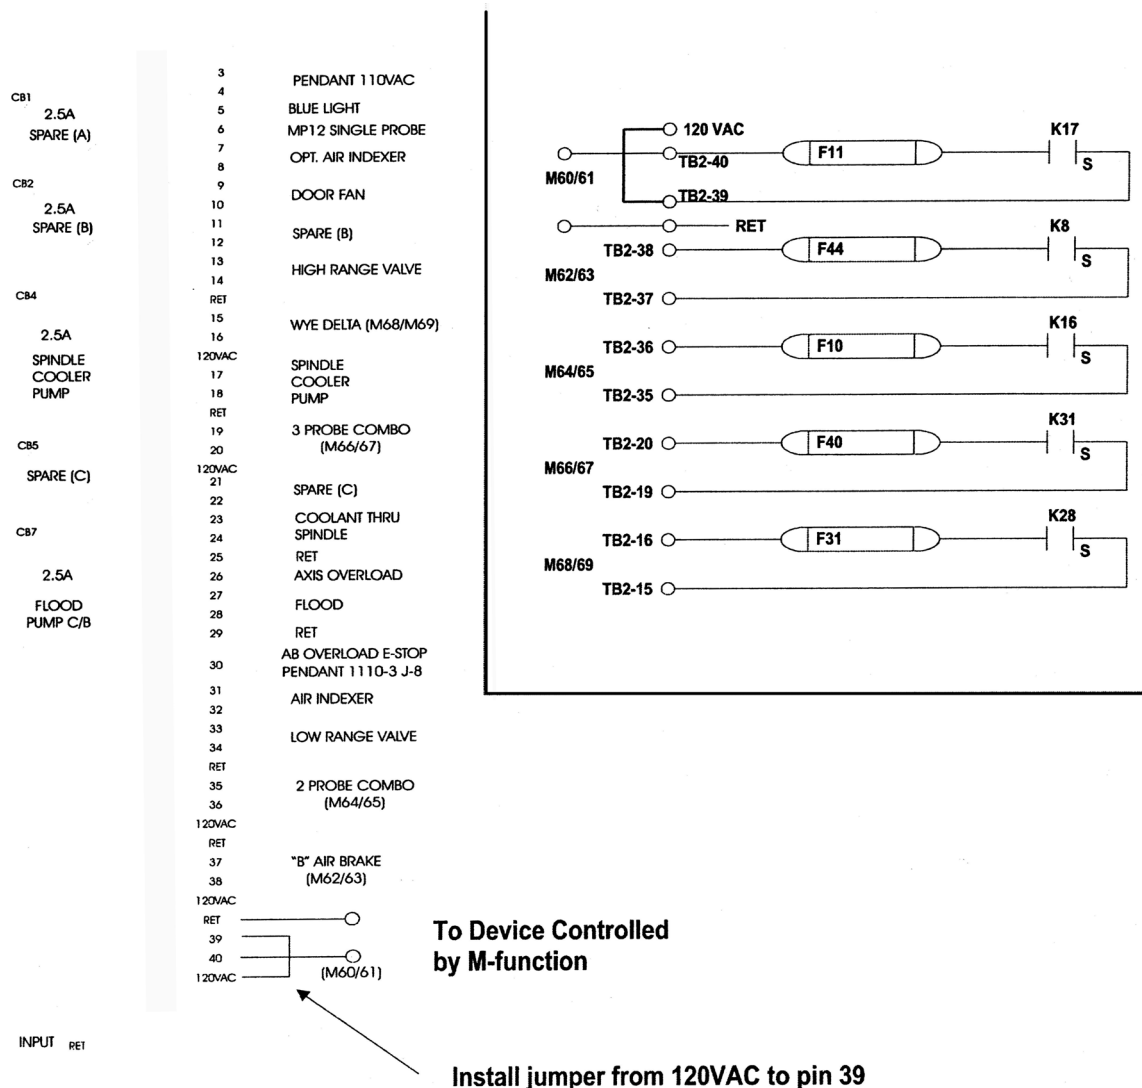 CB1
2.5A
SPARE (A)
CB2
2.5A
SPARE (B)
CB4
2.5A
SPINDLE
COOLER
PUMP
CB5
SPARE (C)
CB7
2.5A
FLOOD
PUMP C/B
INPUT RET
3
PENDANT 110VAC
4
5 BLUE LIGHT
6 MP12 SINGLE PROBE
7
OPT. AIR INDEXER
8
9
DOOR FAN
10
11
SPARE (B)
12
13
HIGH RANGE VALVE
14
RET
15
WYE DELTA (M68/M69)
16
120VAC
SPINDLE
17
COOLER
18 PUMP
RET
19 3 PROBE COMBO
20 (M66/67)
120VAC
21
SPARE (C)
22
23 COOLANT THRU
24 SPINDLE
25 RET
26 AXIS OVERLOAD
27
FLOOD
28
29 RET
AB OVERLOAD E-STOP
30 PENDANT 1110-3 J-8
31
AIR INDEXER
32
33
LOW RANGE VALVE
34
RET
35 2 PROBE COMBO
36 (M64/65)
120VAC
RET
37 "B" AIR BRAKE
38 (M62/63)
120VAC
RET
39
40
(M60/61)
120VAC
To Device Controlled
by M-function
Install jumper from 120VAC to pin 39
120 VAC
K17
F11
TB2-40
S
M60/61
TB2-39
RET
K8
TB2-38
F44
S
M62/63
TB2-37
K16
TB2-36
F10
S
M64/65
TB2-35
K31
TB2-20
F40
S
M66/67
TB2-19
K28
TB2-16
F31
S
M68/69
TB2-15